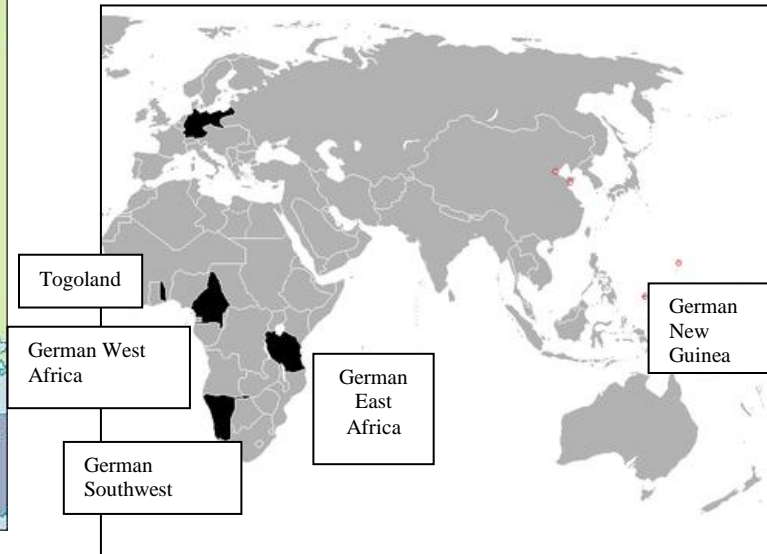 Togoland
German West
Africa
German
Southwest
German
East
Africa
German
New
Guinea